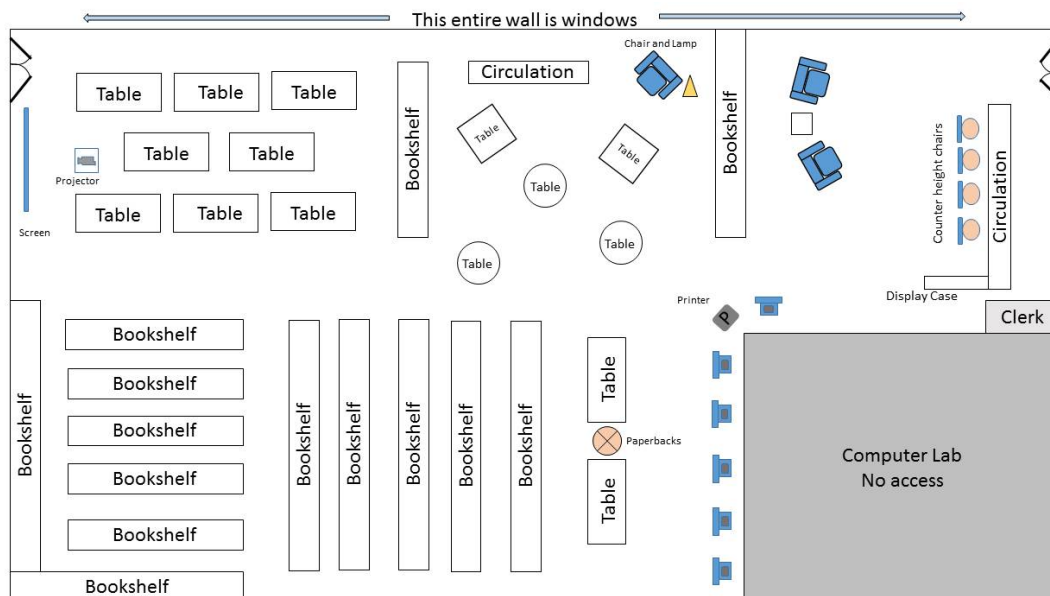 This entire wall is windows
Chair and Lamp
Circulation
Table
Table
Table
Bookshelf
Bookshelf
Table
Table
Counter height chairs
Circulation
Table
Table
Projector
Table
Table
Table
Table
Screen
Table
Table
Display Case
Printer
P
Clerk
Bookshelf
Bookshelf
Bookshelf
Bookshelf
Bookshelf
Bookshelf
Bookshelf
Bookshelf
Bookshelf
Bookshelf
Bookshelf
Bookshelf
Table
Paperbacks
Table
Computer Lab
No access